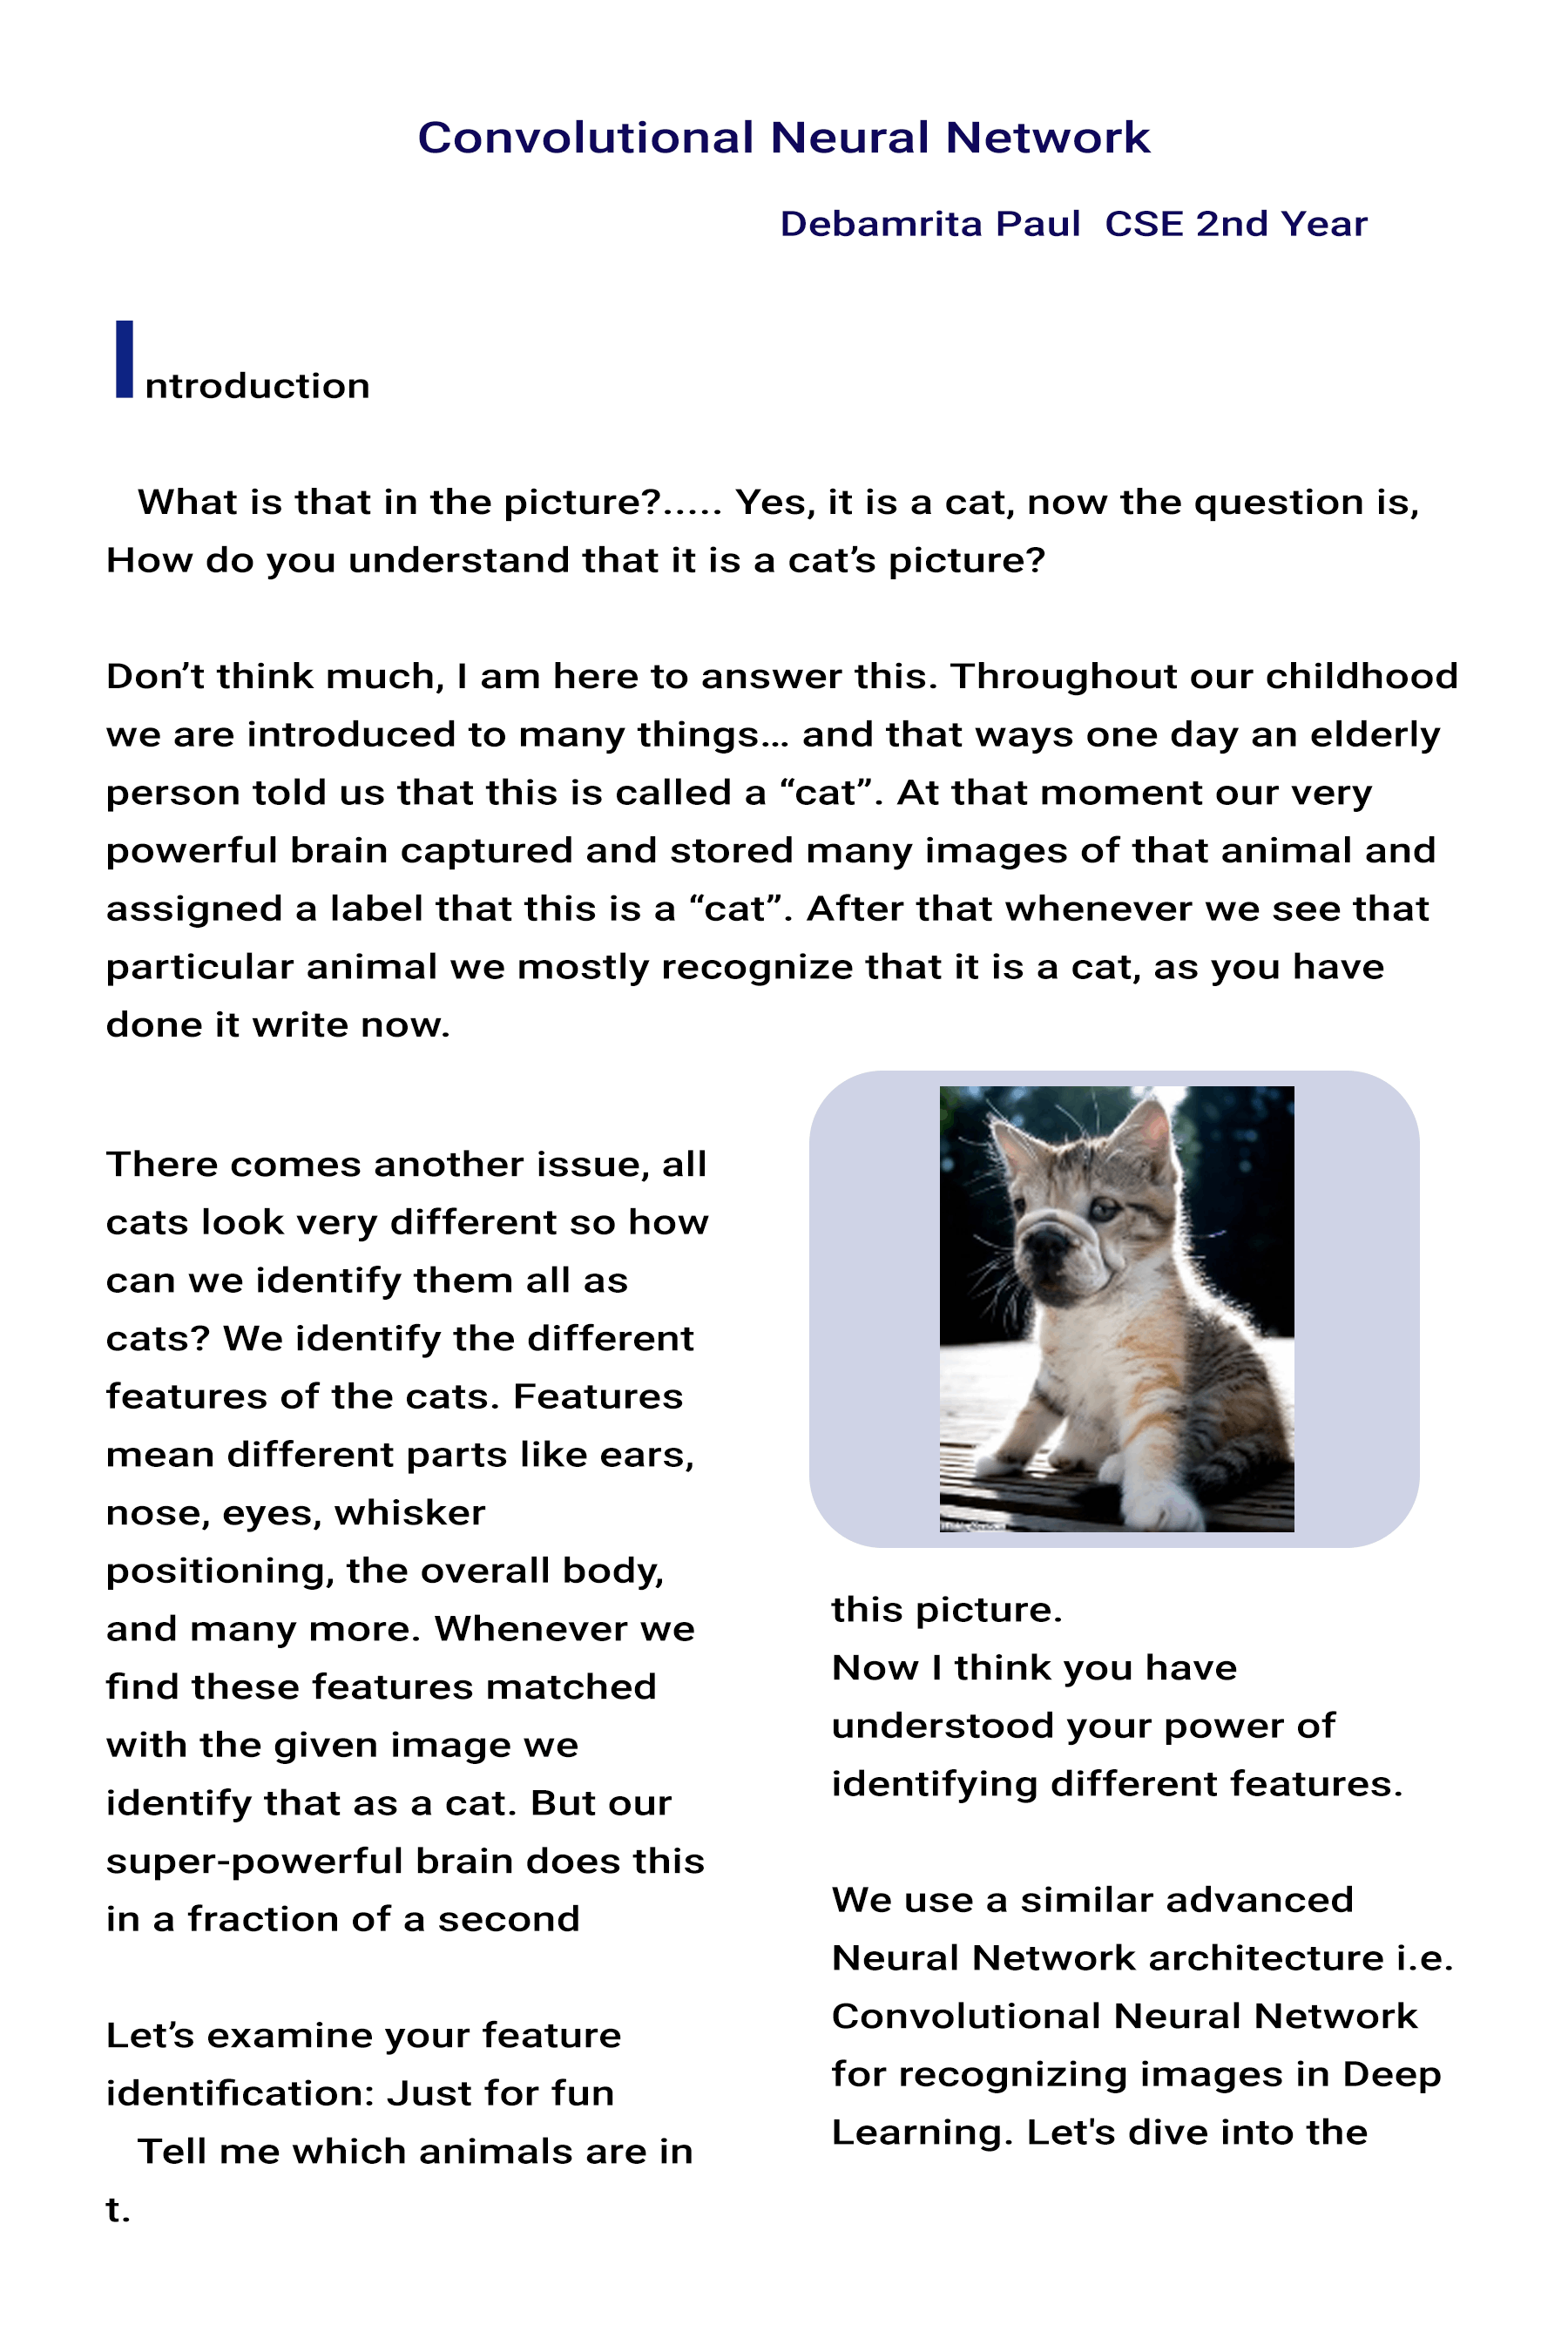 Convolutional Neural Network
Debamrita Paul  CSE 2nd Year
Introduction
What is that in the picture?..... Yes, it is a cat, now the question is,
How do you understand that it is a cat’s picture?
Don’t think much, I am here to answer this. Throughout our childhood
we are introduced to many things... and that ways one day an elderly
person told us that this is called a “cat”. At that moment our very
powerful brain captured and stored many images of that animal and
assigned a label that this is a “cat”. After that whenever we see that
particular animal we mostly recognize that it is a cat, as you have
done it write now.
There comes another issue, all
cats look very different so how
can we identify them all as
cats? We identify the different
features of the cats. Features
mean different parts like ears,
nose, eyes, whisker
positioning, the overall body,
and many more. Whenever we
find these features matched
with the given image we
identify that as a cat. But our
super-powerful brain does this
in a fraction of a second
Let’s examine your feature
identification: Just for fun
Tell me which animals are in
t.
this picture.
Now I think you have
understood your power of
identifying different features.
We use a similar advanced
Neural Network architecture i.e.
Convolutional Neural Network
for recognizing images in Deep
Learning. Let's dive into the